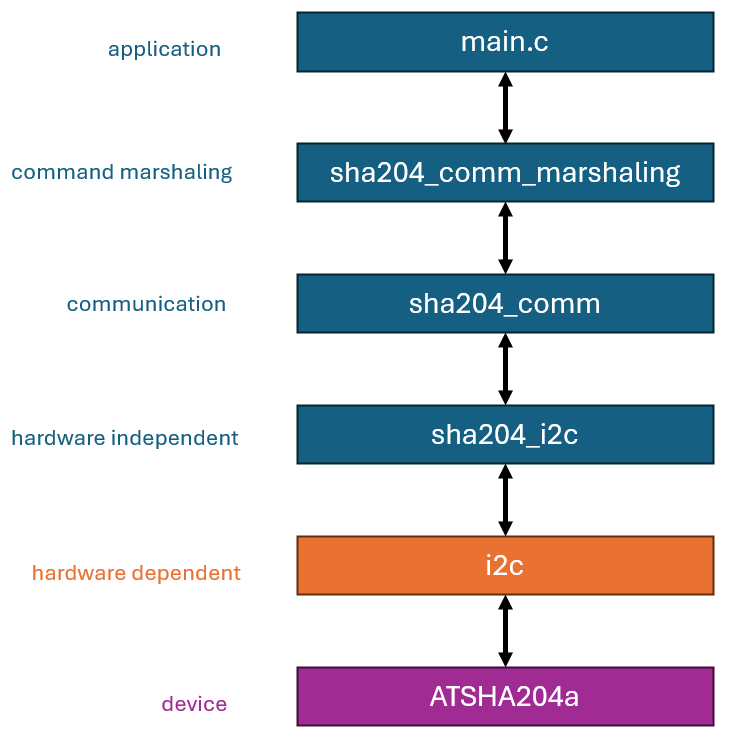 application
main.c
command marshaling
sha204_comm_marshaling
communication
sha204_comm
hardware independent
sha204_i2c
hardware dependent
i2c
device
ATSHA204a